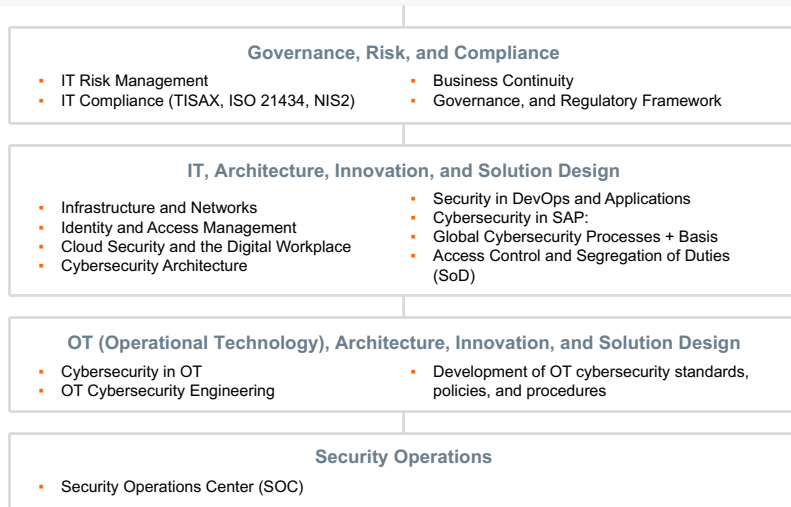 Governance, Risk, and Compliance
IT Risk Management
IT Compliance (TISAX, ISO 21434, NIS2)
Business Continuity
Governance, and Regulatory Framework
IT, Architecture, Innovation, and Solution Design
Infrastructure and Networks
Identity and Access Management
Cloud Security and the Digital Workplace
Cybersecurity Architecture
Security in DevOps and Applications
Cybersecurity in SAP:
Global Cybersecurity Processes + Basis
Access Control and Segregation of Duties
(SoD)
OT (Operational Technology), Architecture, Innovation, and Solution Design
Cybersecurity in OT
OT Cybersecurity Engineering
Development of OT cybersecurity standards,
policies, and procedures
Security Operations
Security Operations Center (SOC)